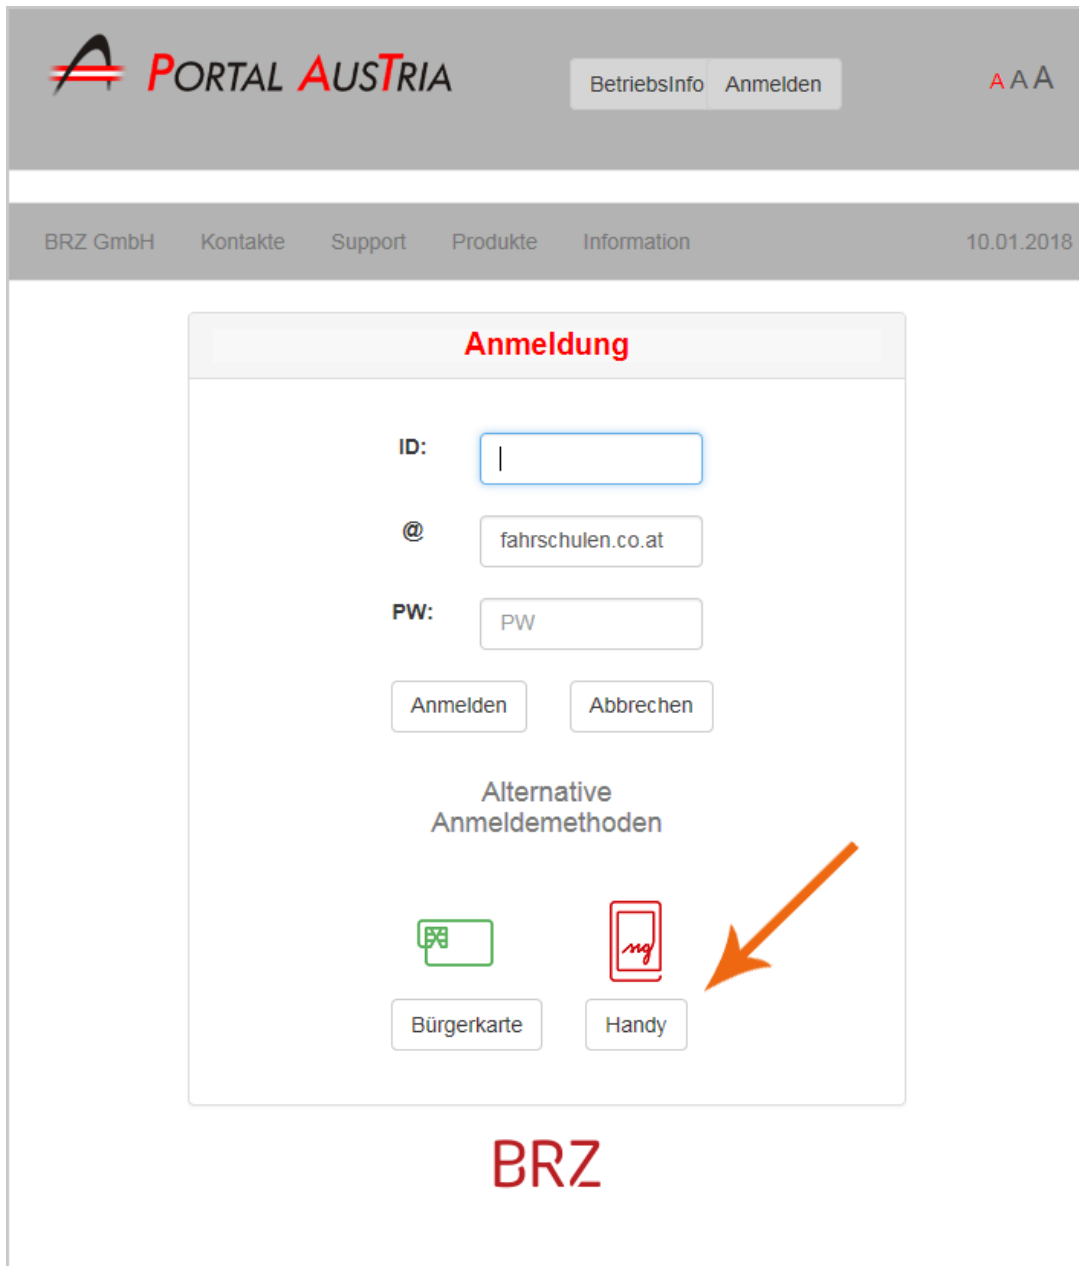 PORTAL AUSTRIA
BetriebsInfo Anmelden
A A A
BRZ GmbH Kontakte Support Produkte Information 10.01.2018
Anmeldung
ID:
@ fahrschulen.co.at
PW: PW
Anmelden Abbrechen
Alternative
Anmeldemethoden
sig
Bürgerkarte Handy
BRZ